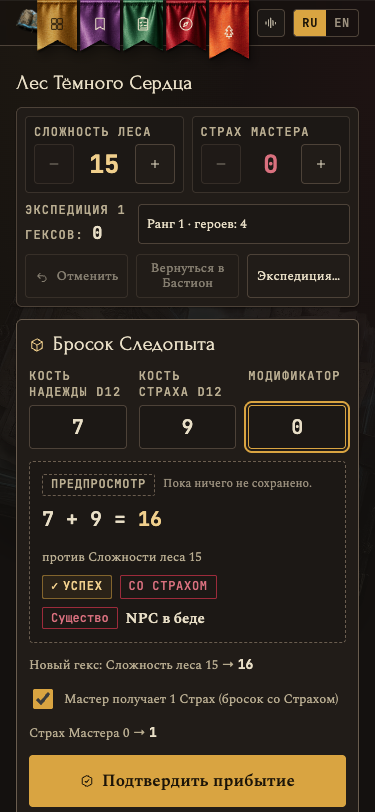 RU EN
Лес Тёмного Сердца
СЛОЖНОСТЬ ЛЕСА
− 15 +
СТРАХ МАСТЕРА
− 0 +
ЭКСПЕДИЦИЯ 1
ГЕКСОВ: 0
Ранг 1 · героев: 4
Отменить
Вернуться в
Бастион
Экспедиция…
Бросок Следопыта
КОСТЬ
НАДЕЖДЫ D12
7
КОСТЬ
СТРАХА D12
9
МОДИФИКАТОР
0
ПРЕДПРОСМОТР Пока ничего не сохранено.
7 + 9 = 16
против Сложности леса 15
✓ УСПЕХ СО СТРАХОМ
Существо NPC в беде
Новый гекс: Сложность леса 15 → 16
Мастер получает 1 Страх (бросок со Страхом)
Страх Мастера 0 → 1
Подтвердить прибытие